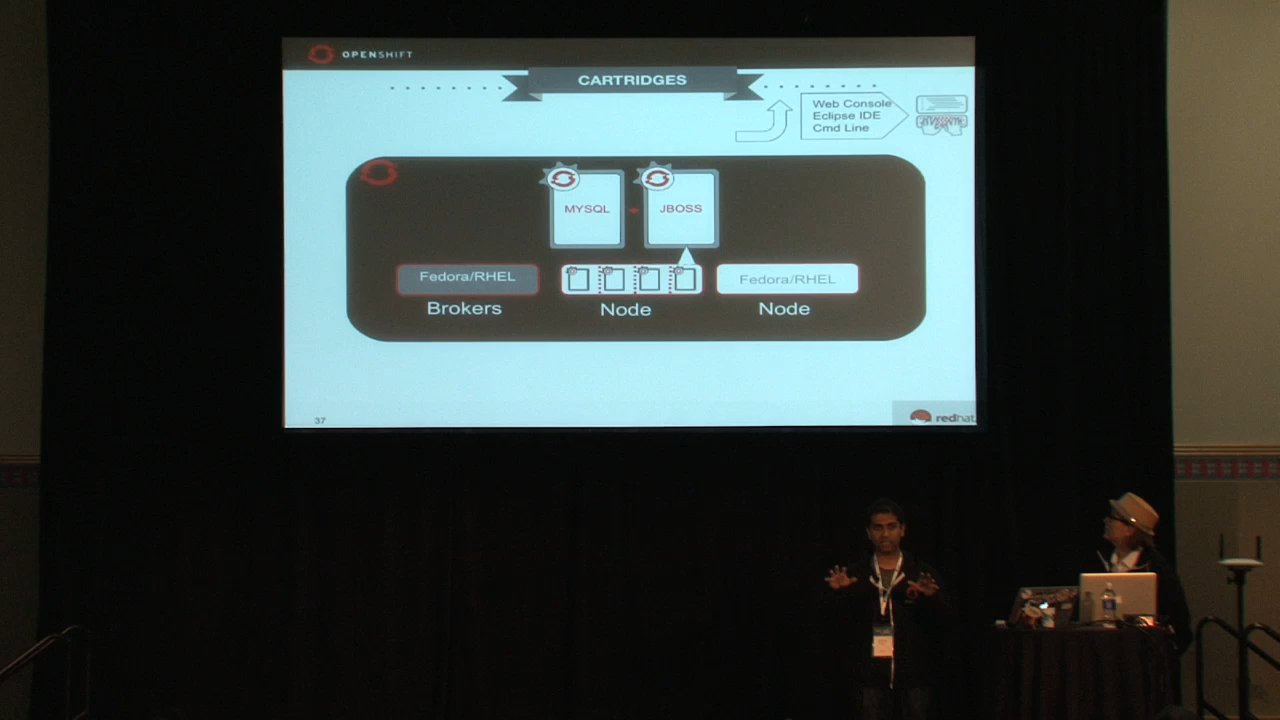 OPENSHIFT
CARTRIDGES
Web Console
Eclipse IDE
Cmd Line
MYSQL
JBOSS
Fedora/RHEL
Fedora/RHEL
Brokers
Node
Node
37
redhat